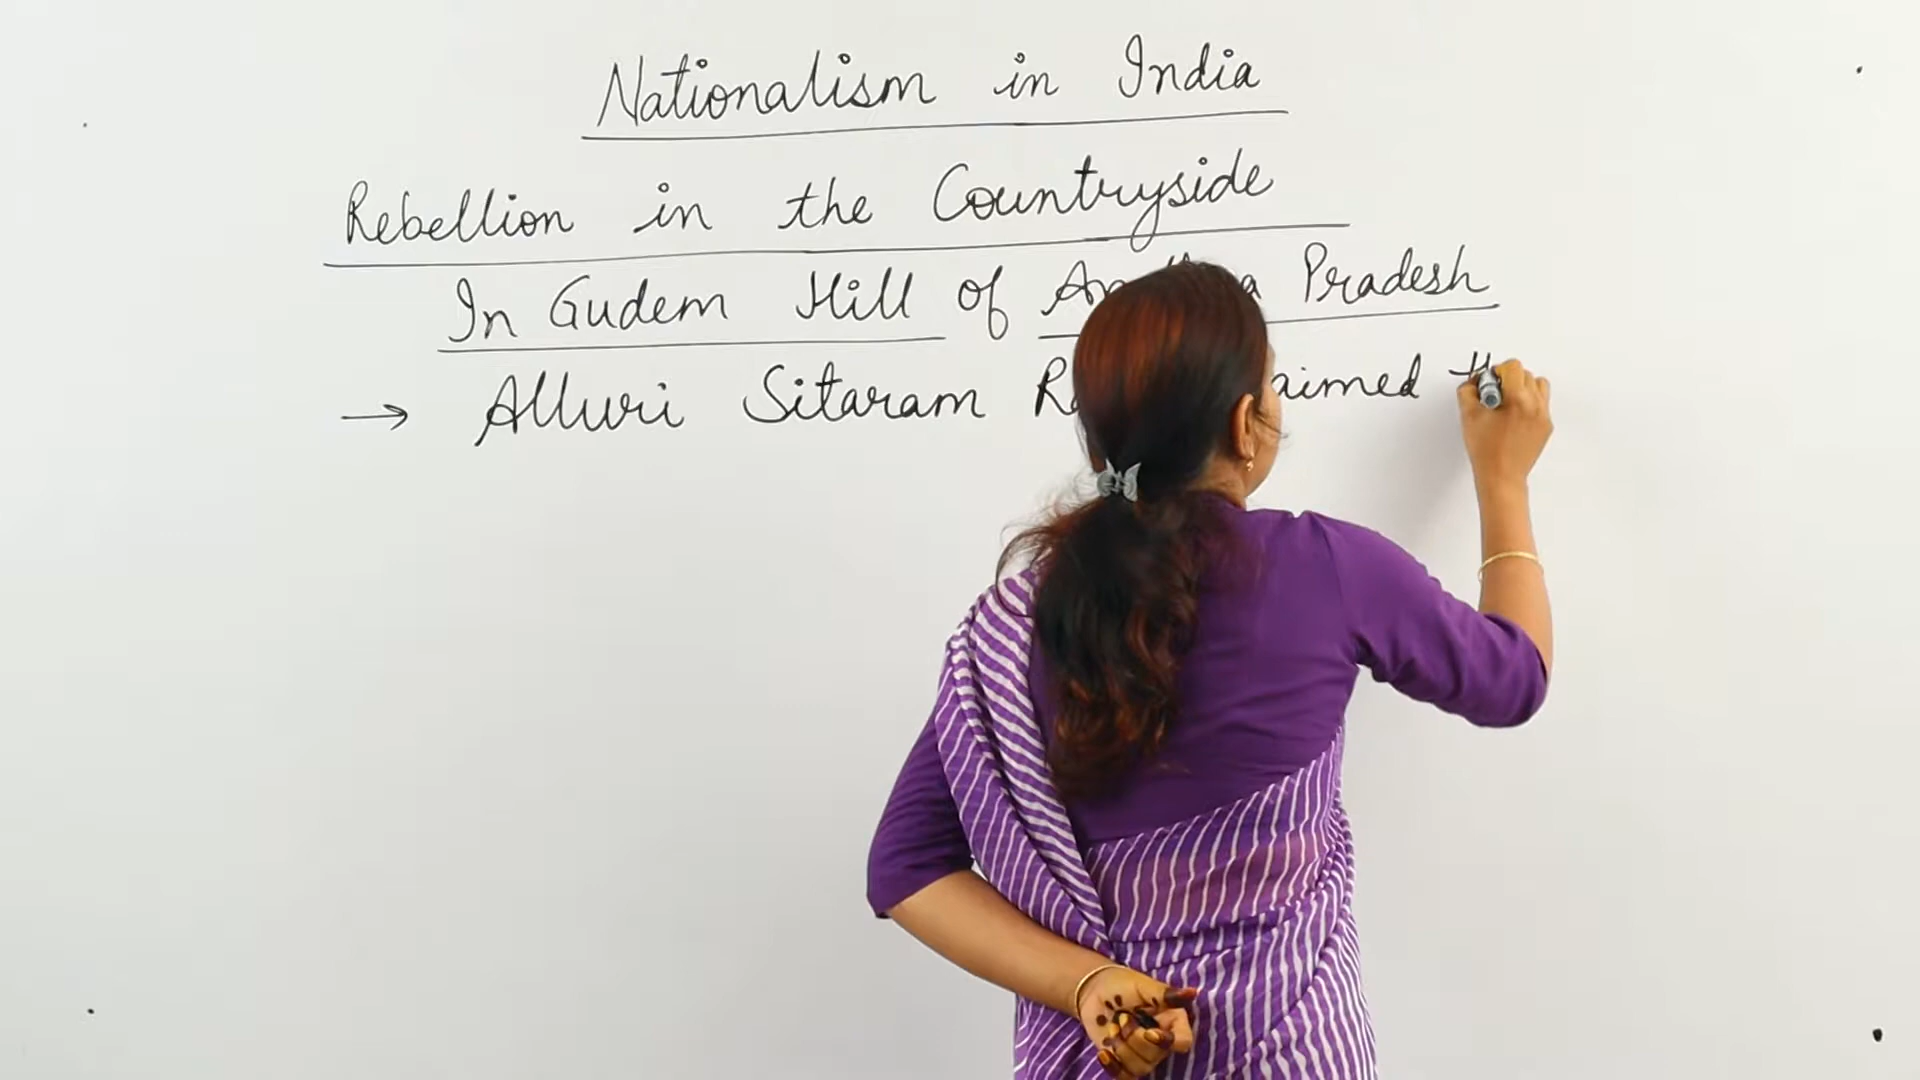 Nationalism in India
Rebellion in the Countryside
In Gudem Hill of Pradesh
→ Alluri Sitaram